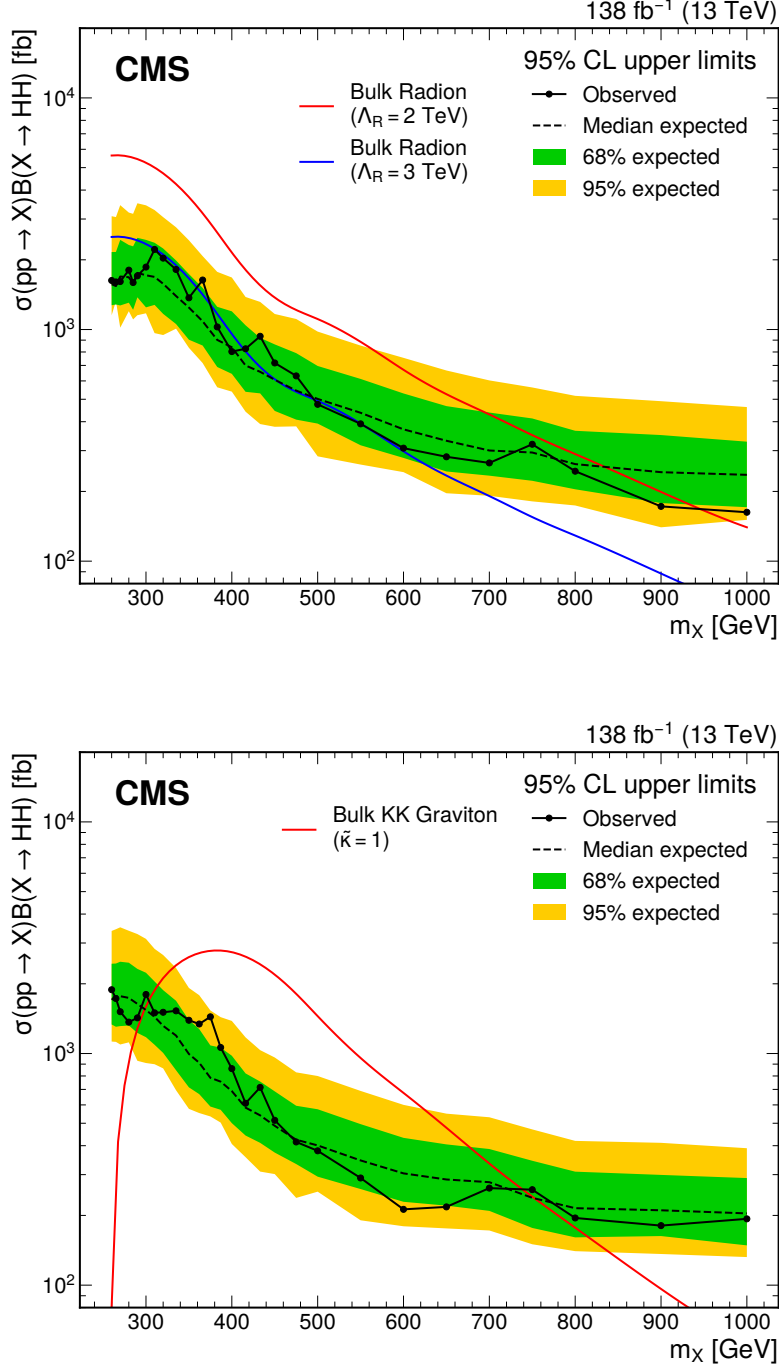 138 fb⁻¹ (13 TeV)
CMS
95% CL upper limits
Observed
Median expected
68% expected
95% expected
Bulk Radion
(Λ_R = 2 TeV)
Bulk Radion
(Λ_R = 3 TeV)
σ(pp → X)B(X → HH) [fb]
10⁴
10³
10²
300 400 500 600 700 800 900 1000
m_X [GeV]
138 fb⁻¹ (13 TeV)
CMS
95% CL upper limits
Observed
Median expected
68% expected
95% expected
Bulk KK Graviton
(κ̃ = 1)
σ(pp → X)B(X → HH) [fb]
10⁴
10³
10²
300 400 500 600 700 800 900 1000
m_X [GeV]